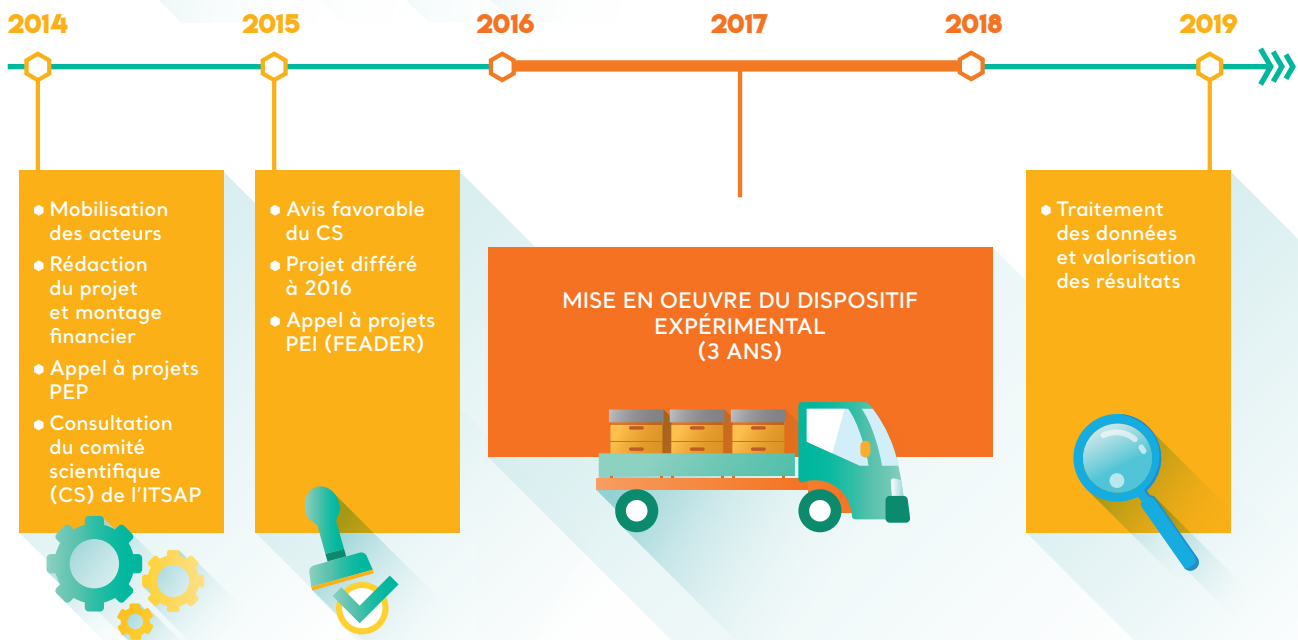 2014
2015
2016
2017
2018
2019
Mobilisation
des acteurs
Rédaction
du projet
et montage
financier
Appel à projets
PEP
Consultation
du comité
scientifique
(CS) de l'ITSAP
Avis favorable
du CS
Projet différé
à 2016
Appel à projets
PEI (FEADER)
MISE EN OEUVRE DU DISPOSITIF
EXPÉRIMENTAL
(3 ANS)
Traitement
des données
et valorisation
des résultats